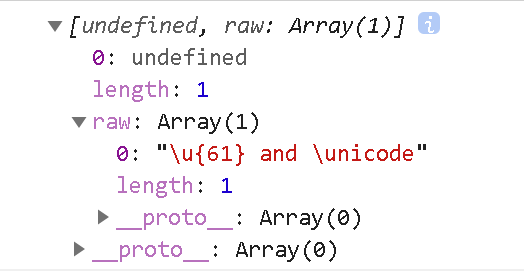 ▼[undefined, raw: Array(1)] i
0: undefined
length: 1
▼raw: Array(1)
0: "\u{61} and \unicode"
length: 1
▶__proto__: Array(0)
▶__proto__: Array(0)